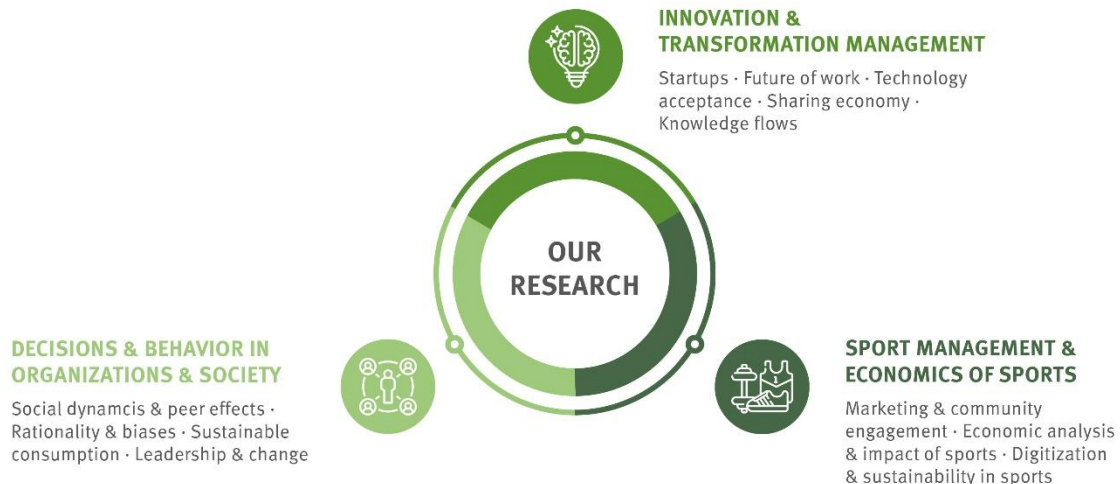 INNOVATION &
TRANSFORMATION MANAGEMENT
Startups · Future of work · Technology
acceptance · Sharing economy ·
Knowledge flows
OUR
RESEARCH
DECISIONS & BEHAVIOR IN
ORGANIZATIONS & SOCIETY
Social dynamcis & peer effects ·
Rationality & biases · Sustainable
consumption · Leadership & change
1
SPORT MANAGEMENT &
ECONOMICS OF SPORTS
Marketing & community
engagement · Economic analysis
& impact of sports · Digitization
& sustainability in sports